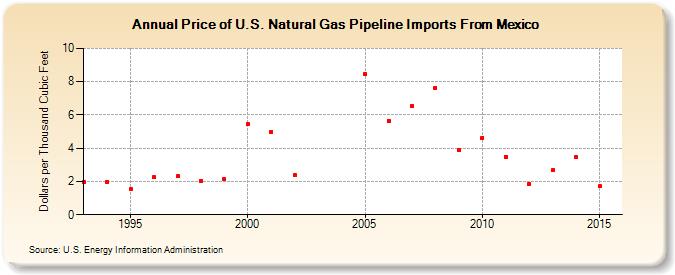 Annual Price of U.S. Natural Gas Pipeline Imports From Mexico
Dollars per Thousand Cubic Feet
10
8
6
4
2
0
1995 2000 2005 2010 2015
Source: U.S. Energy Information Administration